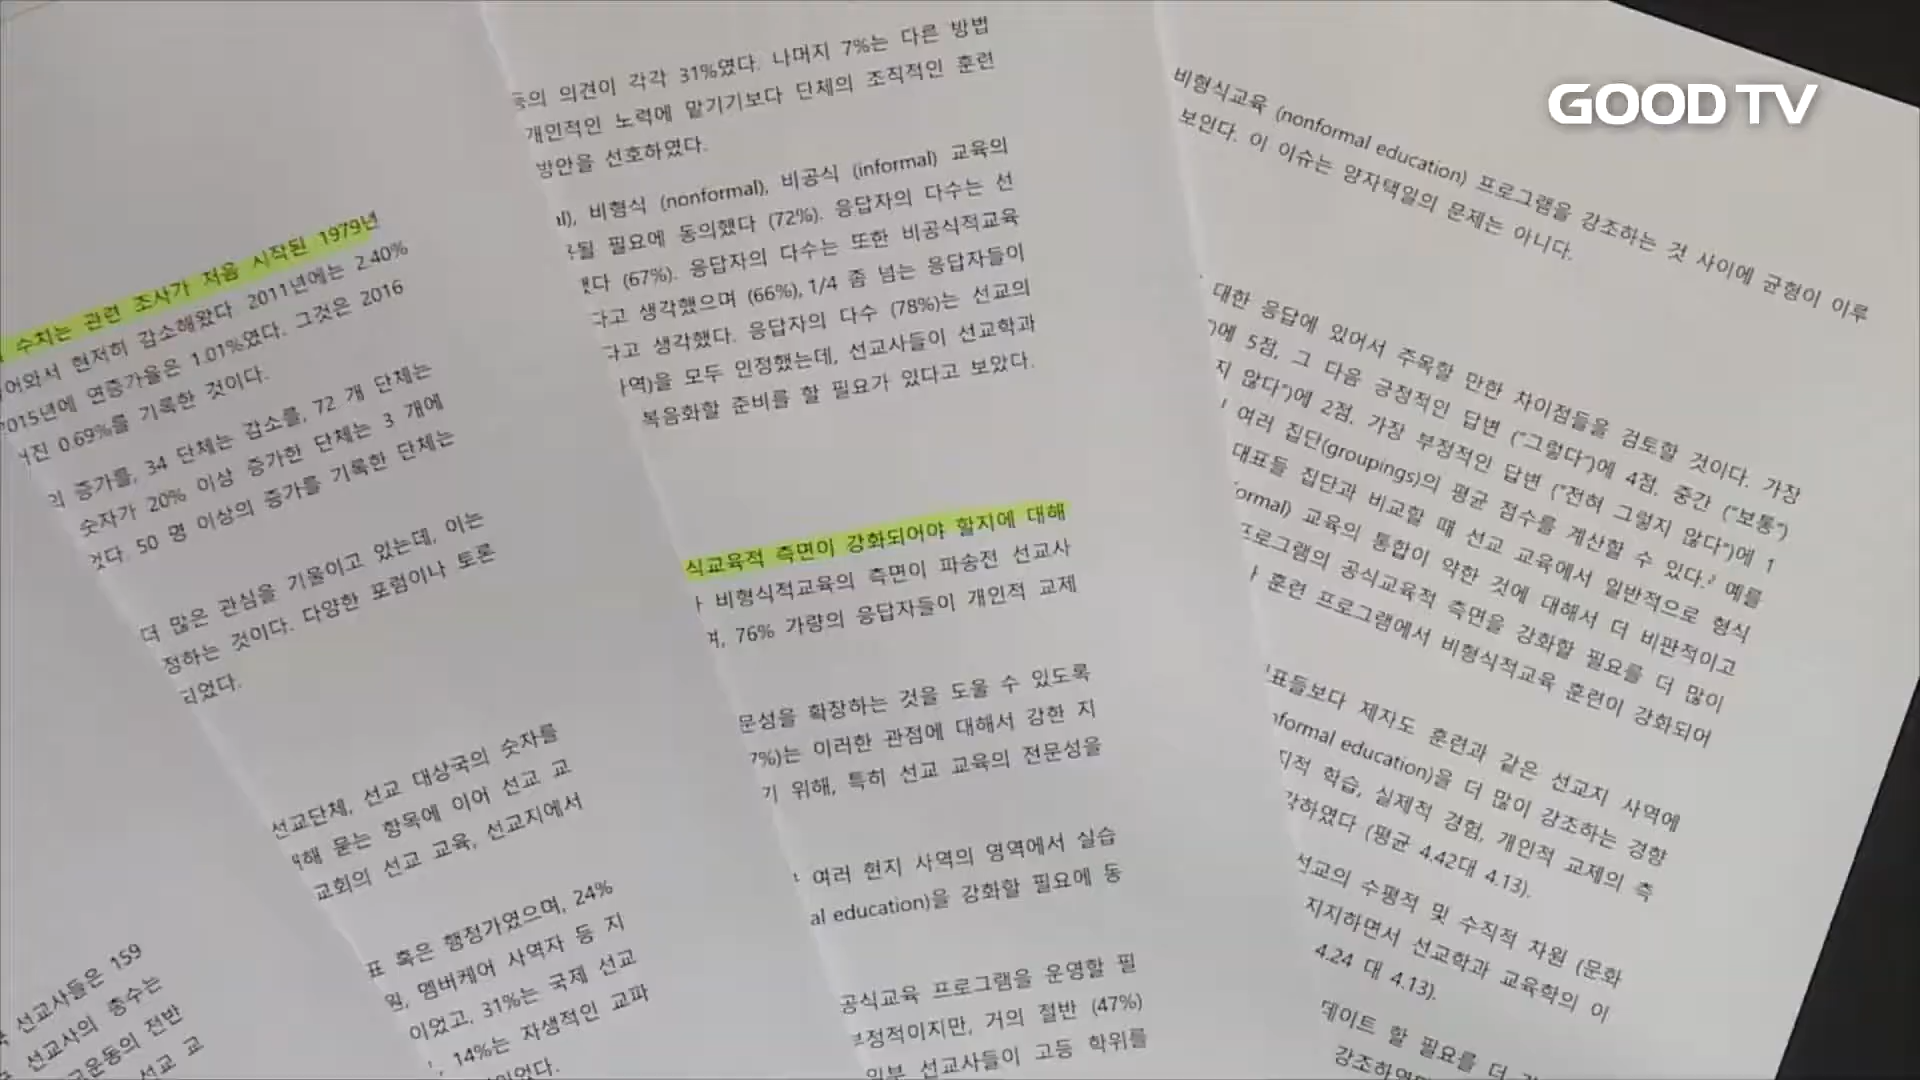 GOOD TV
수치는 관련 조사가 처음 시작된 1979년
어와서 현저히 감소해왔다. 2011년에는 2.40%
2015년에 연증가율은 1.01%였다. 그것은 2016
진 0.69%를 기록한 것이다.
의 증가를, 34 단체는 감소를, 72 개 단체는
숫자가 20% 이상 증가한 단체는 3 개에
것다. 50 명 이상의 증가를 기록한 단체는
더 많은 관심을 기울이고 있는데, 이는
정하는 것이다. 다양한 포럼이나 토론
되었다.
선교단체, 선교 대상국의 숫자를
해 묻는 항목에 이어 선교 교
교회의 선교 교육, 선교지에서
표 혹은 행정가였으며, 24%
원, 멤버케어 사역자 등 지
이었고, 31%는 국제 선교
14%는 자생적인 교파
선교사들은 159
선교사의 총수는
교운동의 전반
선교 교
등의 의견이 각각 31%였다. 나머지 7%는 다른 방법
개인적인 노력에 맡기기보다 단체의 조직적인 훈련
방안을 선호하였다.
비형식 (nonformal), 비공식 (informal) 교육의
될 필요에 동의했다 (72%). 응답자의 다수는 선
했다 (67%). 응답자의 다수는 또한 비공식적교육
다고 생각했으며 (66%), 1/4 좀 넘는 응답자들이
다고 생각했다. 응답자의 다수 (78%)는 선교의
역)을 모두 인정했는데, 선교사들이 선교학과
복음화할 준비를 할 필요가 있다고 보았다.
식교육적 측면이 강화되어야 할지에 대해
비형식적교육의 측면이 파송전 선교사
며, 76% 가량의 응답자들이 개인적 교제
문성을 확장하는 것을 도울 수 있도록
7%)는 이러한 관점에 대해서 강한 지
기 위해, 특히 선교 교육의 전문성을
여러 현지 사역의 영역에서 실습
al education)을 강화할 필요에 동
공식교육 프로그램을 운영할 필
부정적이지만, 거의 절반 (47%)
일부 선교사들이 고등 학위를
비형식교육 (nonformal education) 프로그램을 강조하는 것 사이에 균형이 이루
보인다. 이 이슈는 양자택일의 문제는 아니다.
대한 응답에 있어서 주목할 만한 차이점들을 검토할 것이다. 가장
")에 5점, 그 다음 긍정적인 답변 ("그렇다")에 4점, 중간 ("보통")
지 않다")에 2점, 가장 부정적인 답변 ("전혀 그렇지 않다")에 1
여러 집단(groupings)의 평균 점수를 계산할 수 있다.² 예를
대표들 집단과 비교할 때 선교 교육에서 일반적으로 형식
ormal) 교육의 통합이 약한 것에 대해서 더 비판적이고
프로그램의 공식교육적 측면을 강화할 필요를 더 많이
훈련 프로그램에서 비형식적교육 훈련이 강화되어
표들보다 제자도 훈련과 같은 선교지 사역에
nformal education)을 더 많이 강조하는 경향
지적 학습, 실제적 경험, 개인적 교제의 측
각하였다 (평균 4.42대 4.13).
선교의 수평적 및 수직적 차원 (문화
지지하면서 선교학과 교육학의 이
4.24 대 4.13).
데이트 할 필요를 더
강조하였